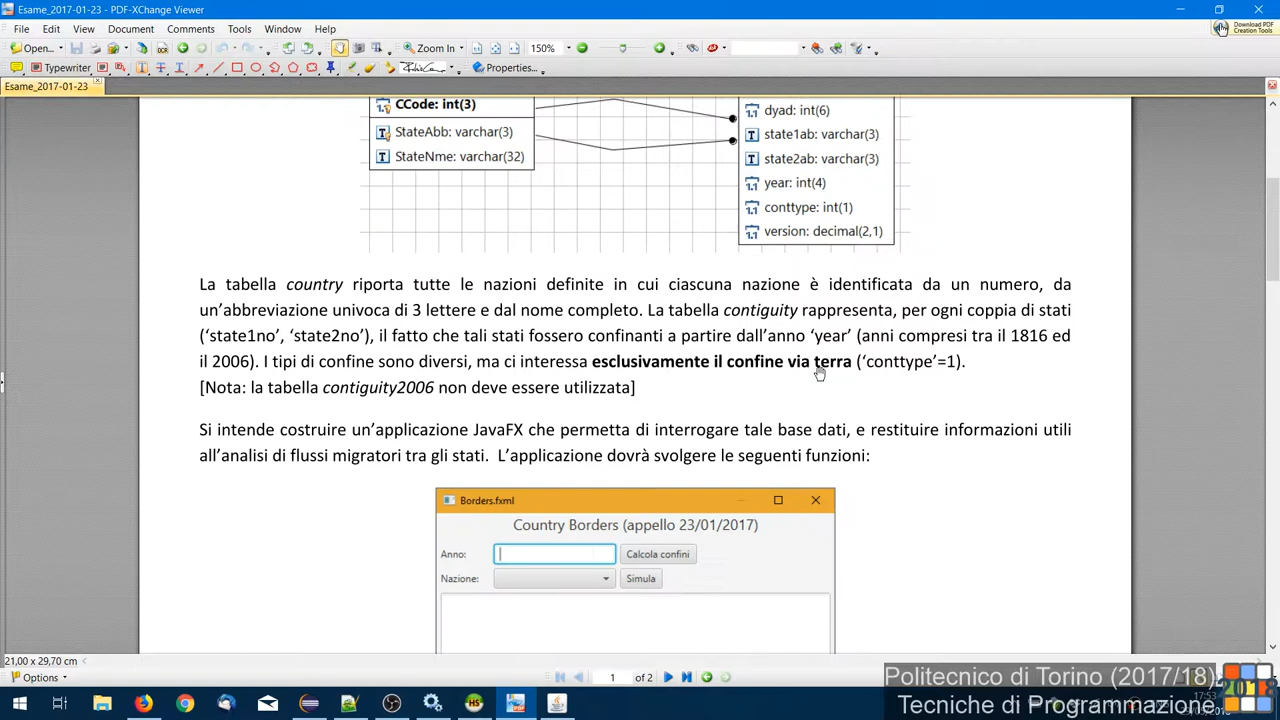 Esame_2017-01-23 - PDF-XChange Viewer
File Edit View Document Comments Tools Window Help
Download PDF
Creation Tools
Open... Zoom In 150%
Typewriter Properties...
Esame_2017-01-23
CCode: int(3)
StateAbb: varchar(3)
StateNme: varchar(32)
dyad: int(6)
state1ab: varchar(3)
state2ab: varchar(3)
year: int(4)
conttype: int(1)
version: decimal(2,1)
La tabella country riporta tutte le nazioni definite in cui ciascuna nazione è identificata da un numero, da
un’abbreviazione univoca di 3 lettere e dal nome completo. La tabella contiguity rappresenta, per ogni coppia di stati
(‘state1no’, ‘state2no’), il fatto che tali stati fossero confinanti a partire dall’anno ‘year’ (anni compresi tra il 1816 ed
il 2006). I tipi di confine sono diversi, ma ci interessa esclusivamente il confine via terra (‘conttype’=1).
[Nota: la tabella contiguity2006 non deve essere utilizzata]
Si intende costruire un’applicazione JavaFX che permetta di interrogare tale base dati, e restituire informazioni utili
all’analisi di flussi migratori tra gli stati. L’applicazione dovrà svolgere le seguenti funzioni:
Borders.fxml
Country Borders (appello 23/01/2017)
Anno: Calcola confini
Nazione: Simula
21,00 x 29,70 cm
Options 1 of 2
Politecnico di Torino (2017/18)
Tecniche di Programmazione
2018
17:53